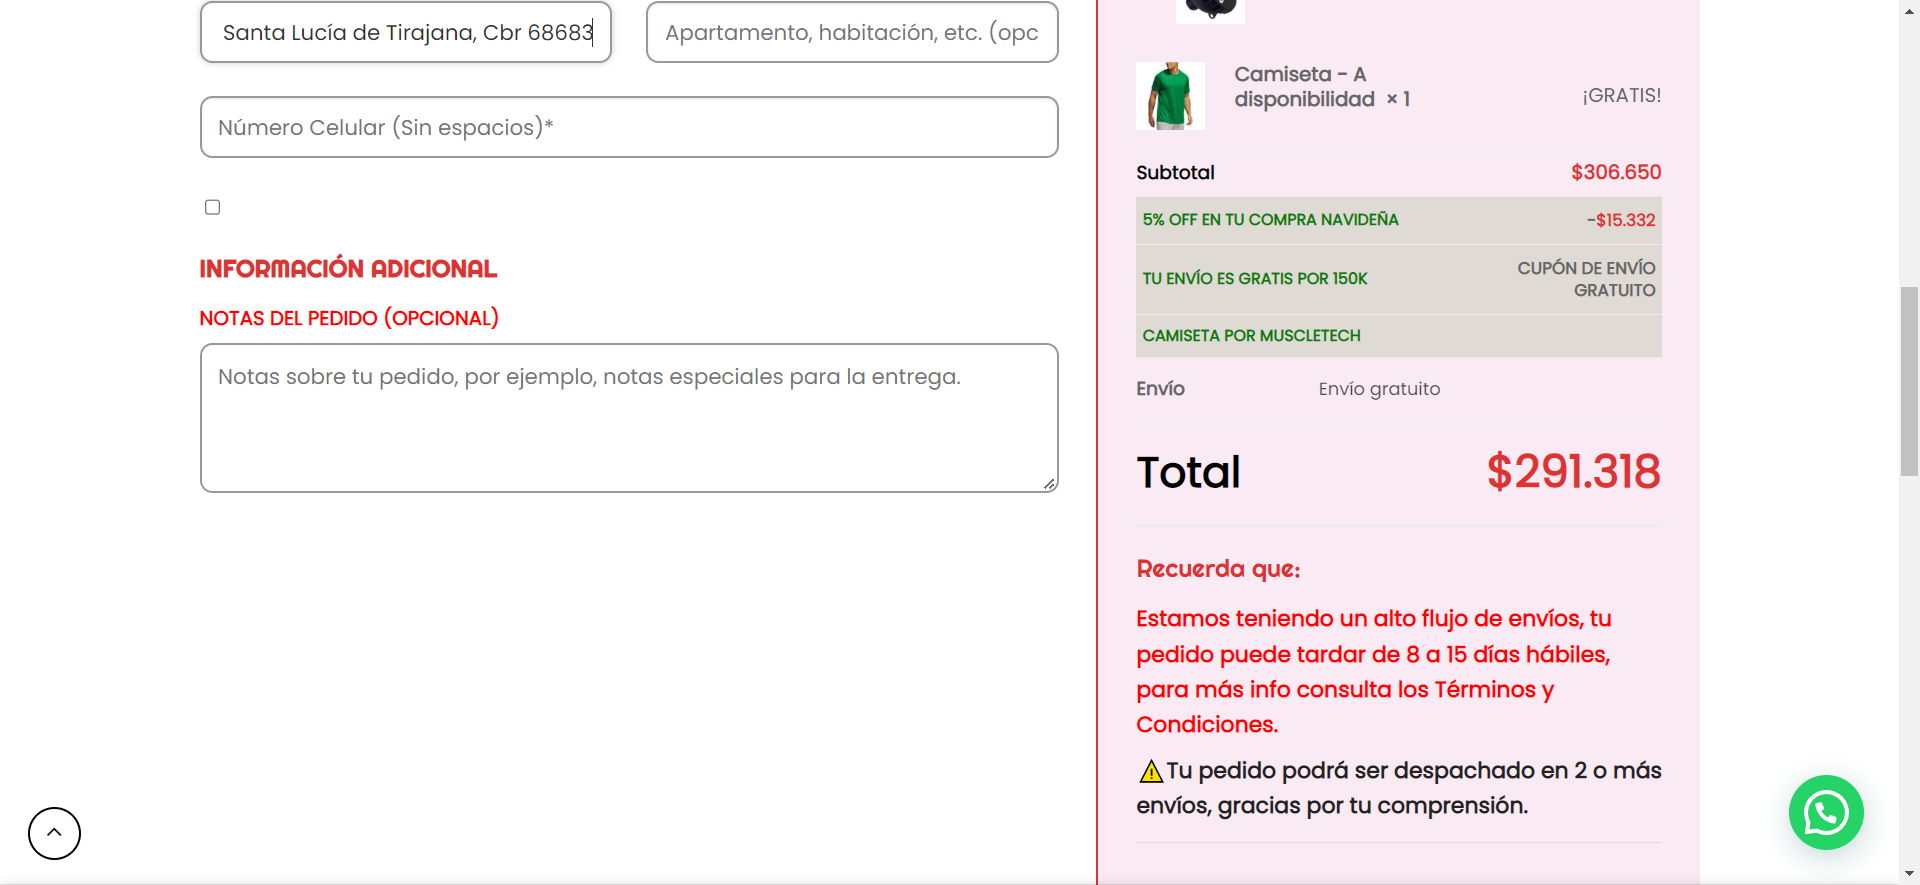 Santa Lucía de Tirajana, Cbr 68683
Apartamento, habitación, etc. (opc
Número Celular (Sin espacios)*
INFORMACIÓN ADICIONAL
NOTAS DEL PEDIDO (OPCIONAL)
Notas sobre tu pedido, por ejemplo, notas especiales para la entrega.
Camiseta - A
disponibilidad × 1
¡GRATIS!
Subtotal $306.650
5% OFF EN TU COMPRA NAVIDEÑA -$15.332
TU ENVÍO ES GRATIS POR 150K
CUPÓN DE ENVÍO
GRATUITO
CAMISETA POR MUSCLETECH
Envío Envío gratuito
Total $291.318
Recuerda que:
Estamos teniendo un alto flujo de envíos, tu
pedido puede tardar de 8 a 15 días hábiles,
para más info consulta los Términos y
Condiciones.
⚠Tu pedido podrá ser despachado en 2 o más
envíos, gracias por tu comprensión.